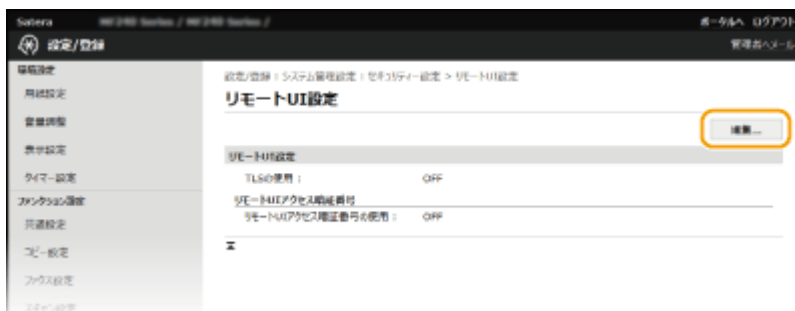 Satera
ポータルへ ログアウト
設定/登録
管理者へメール
環境設定
用紙設定
音量調整
表示設定
タイマー設定
ファンクション設定
共通設定
コピー設定
ファクス設定
スキャン設定
設定/登録 : システム管理設定 : セキュリティー設定 > リモートUI設定
リモートUI設定
編集...
リモートUI設定
TLSの使用 : OFF
リモートUIアクセス暗証番号
リモートUIアクセス暗証番号の使用 : OFF